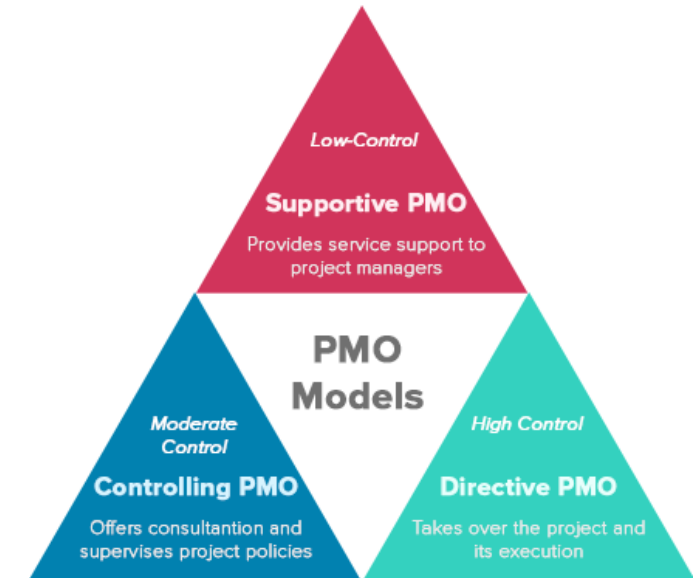 Low-Control
Supportive PMO
Provides service support to
project managers
PMO
Models
Moderate
Control
Controlling PMO
Offers consultantion and
supervises project policies
High Control
Directive PMO
Takes over the project and
its execution